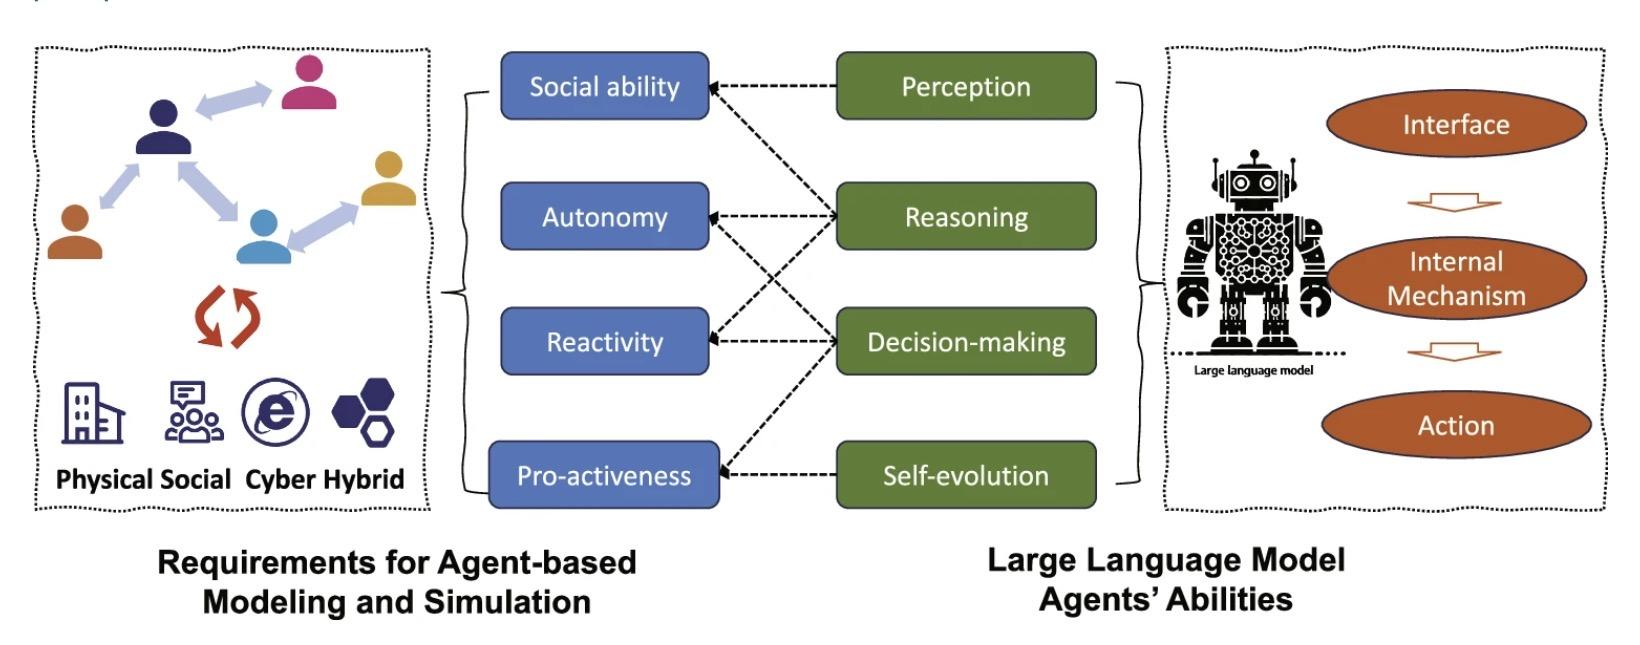 Social ability
Perception
Interface
Autonomy
Reasoning
Internal
Mechanism
Reactivity
Decision-making
Large language model
Action
Pro-activeness
Self-evolution
Physical Social Cyber Hybrid
Requirements for Agent-based
Modeling and Simulation
Large Language Model
Agents’ Abilities